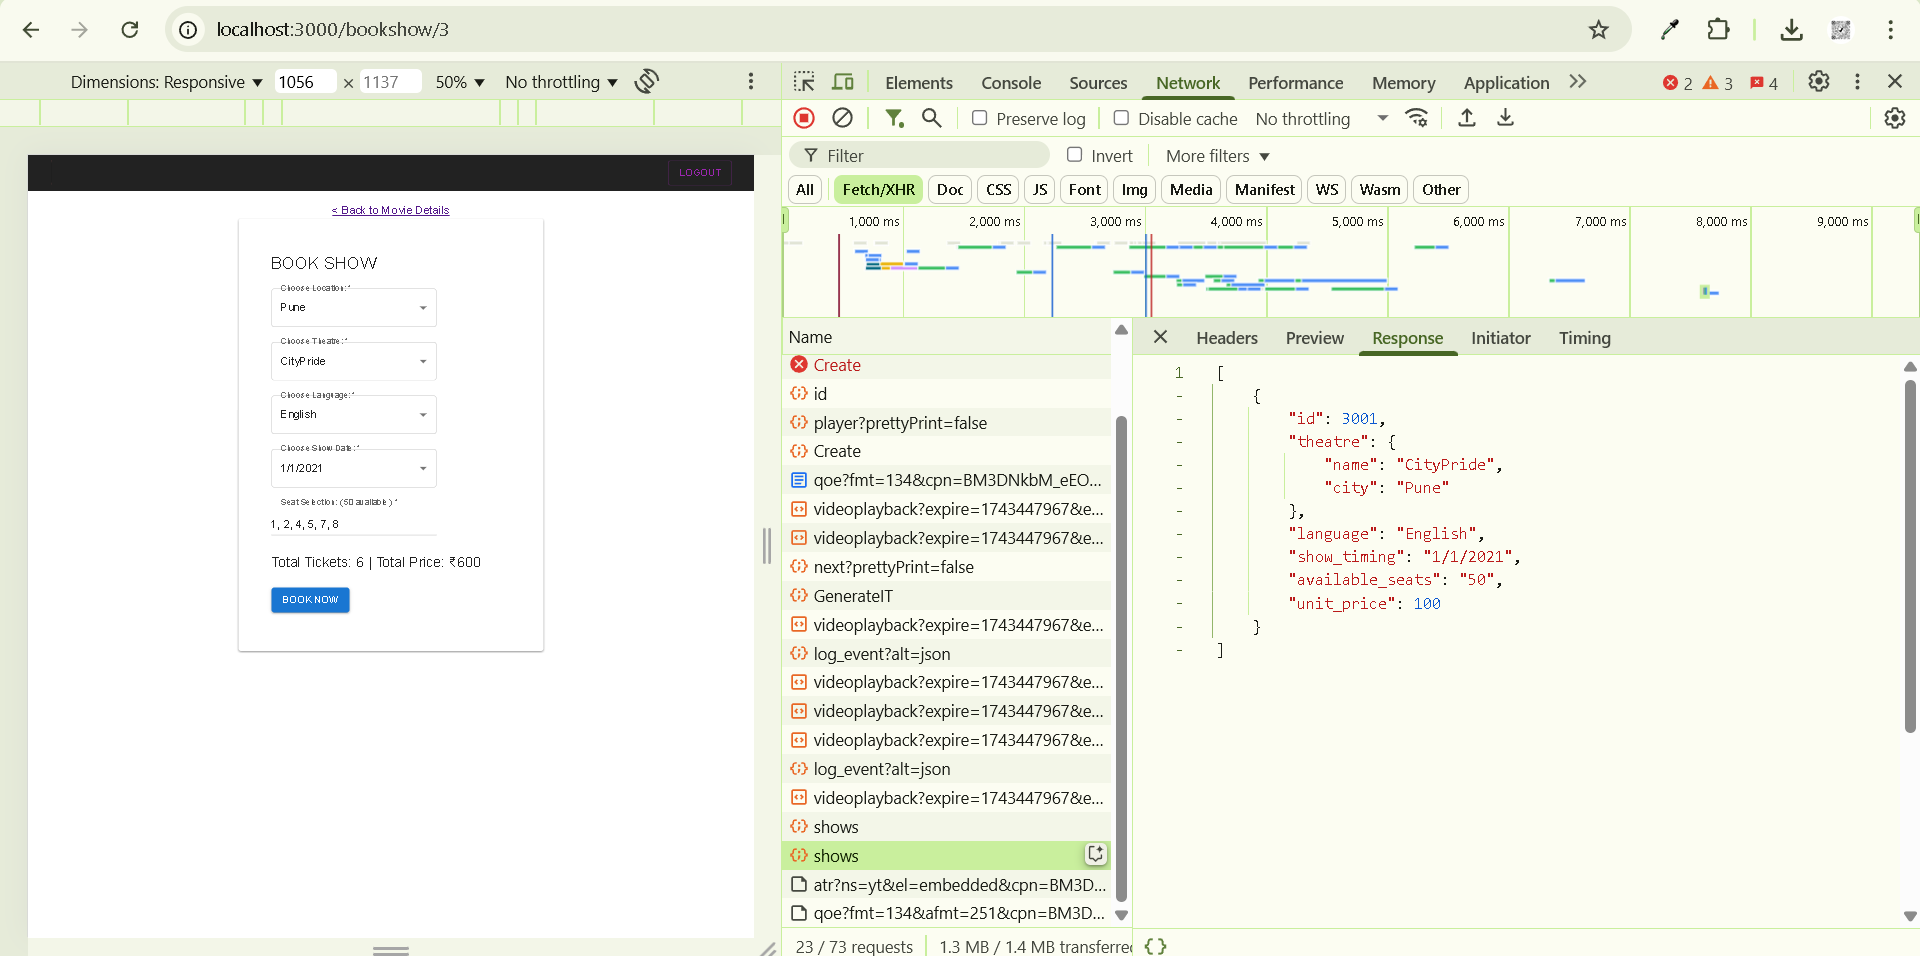 localhost:3000/bookshow/3
Dimensions: Responsive ▼ 1056 × 1137 50% ▼ No throttling ▼
Elements Console Sources Network Performance Memory Application 2 3 4
Preserve log Disable cache No throttling
Filter Invert More filters ▼
All Fetch/XHR Doc CSS JS Font Img Media Manifest WS Wasm Other
1,000 ms 2,000 ms 3,000 ms 4,000 ms 5,000 ms 6,000 ms 7,000 ms 8,000 ms 9,000 ms
LOGOUT
< Back to Movie Details
BOOK SHOW
Choose Location: *
Pune
Choose Theatre: *
CityPride
Choose Language: *
English
Choose Show Date: *
1/1/2021
Seat Selection: (50 available) *
1, 2, 4, 5, 7, 8
Total Tickets: 6 | Total Price: ₹600
BOOK NOW
Name
Create
id
player?prettyPrint=false
Create
qoe?fmt=134&cpn=BM3DNkbM_eEO...
videoplayback?expire=1743447967&e...
videoplayback?expire=1743447967&e...
next?prettyPrint=false
GenerateIT
videoplayback?expire=1743447967&e...
log_event?alt=json
videoplayback?expire=1743447967&e...
videoplayback?expire=1743447967&e...
videoplayback?expire=1743447967&e...
log_event?alt=json
videoplayback?expire=1743447967&e...
shows
shows
atr?ns=yt&el=embedded&cpn=BM3D...
qoe?fmt=134&afmt=251&cpn=BM3D...
23 / 73 requests 1.3 MB / 1.4 MB transferre
Headers Preview Response Initiator Timing
1 [
- {
- "id": 3001,
- "theatre": {
- "name": "CityPride",
- "city": "Pune"
- },
- "language": "English",
- "show_timing": "1/1/2021",
- "available_seats": "50",
- "unit_price": 100
- }
- ]
{}